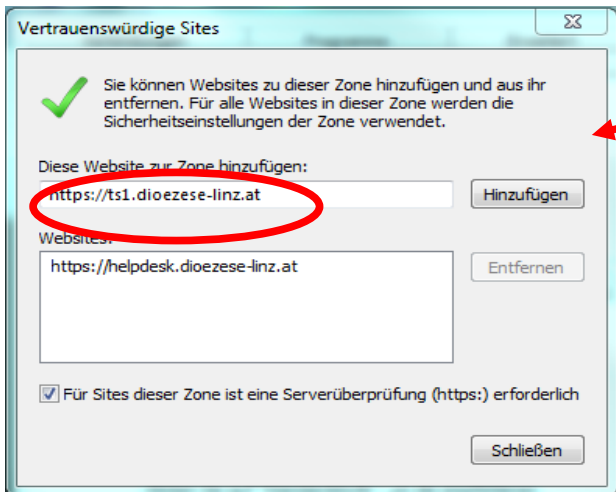 Vertrauenswürdige Sites
Sie können Websites zu dieser Zone hinzufügen und aus ihr
entfernen. Für alle Websites in dieser Zone werden die
Sicherheitseinstellungen der Zone verwendet.
Diese Website zur Zone hinzufügen:
https://ts1.dioezese-linz.at
Hinzufügen
Websites:
https://helpdesk.dioezese-linz.at
Entfernen
Für Sites dieser Zone ist eine Serverüberprüfung (https:) erforderlich
Schließen